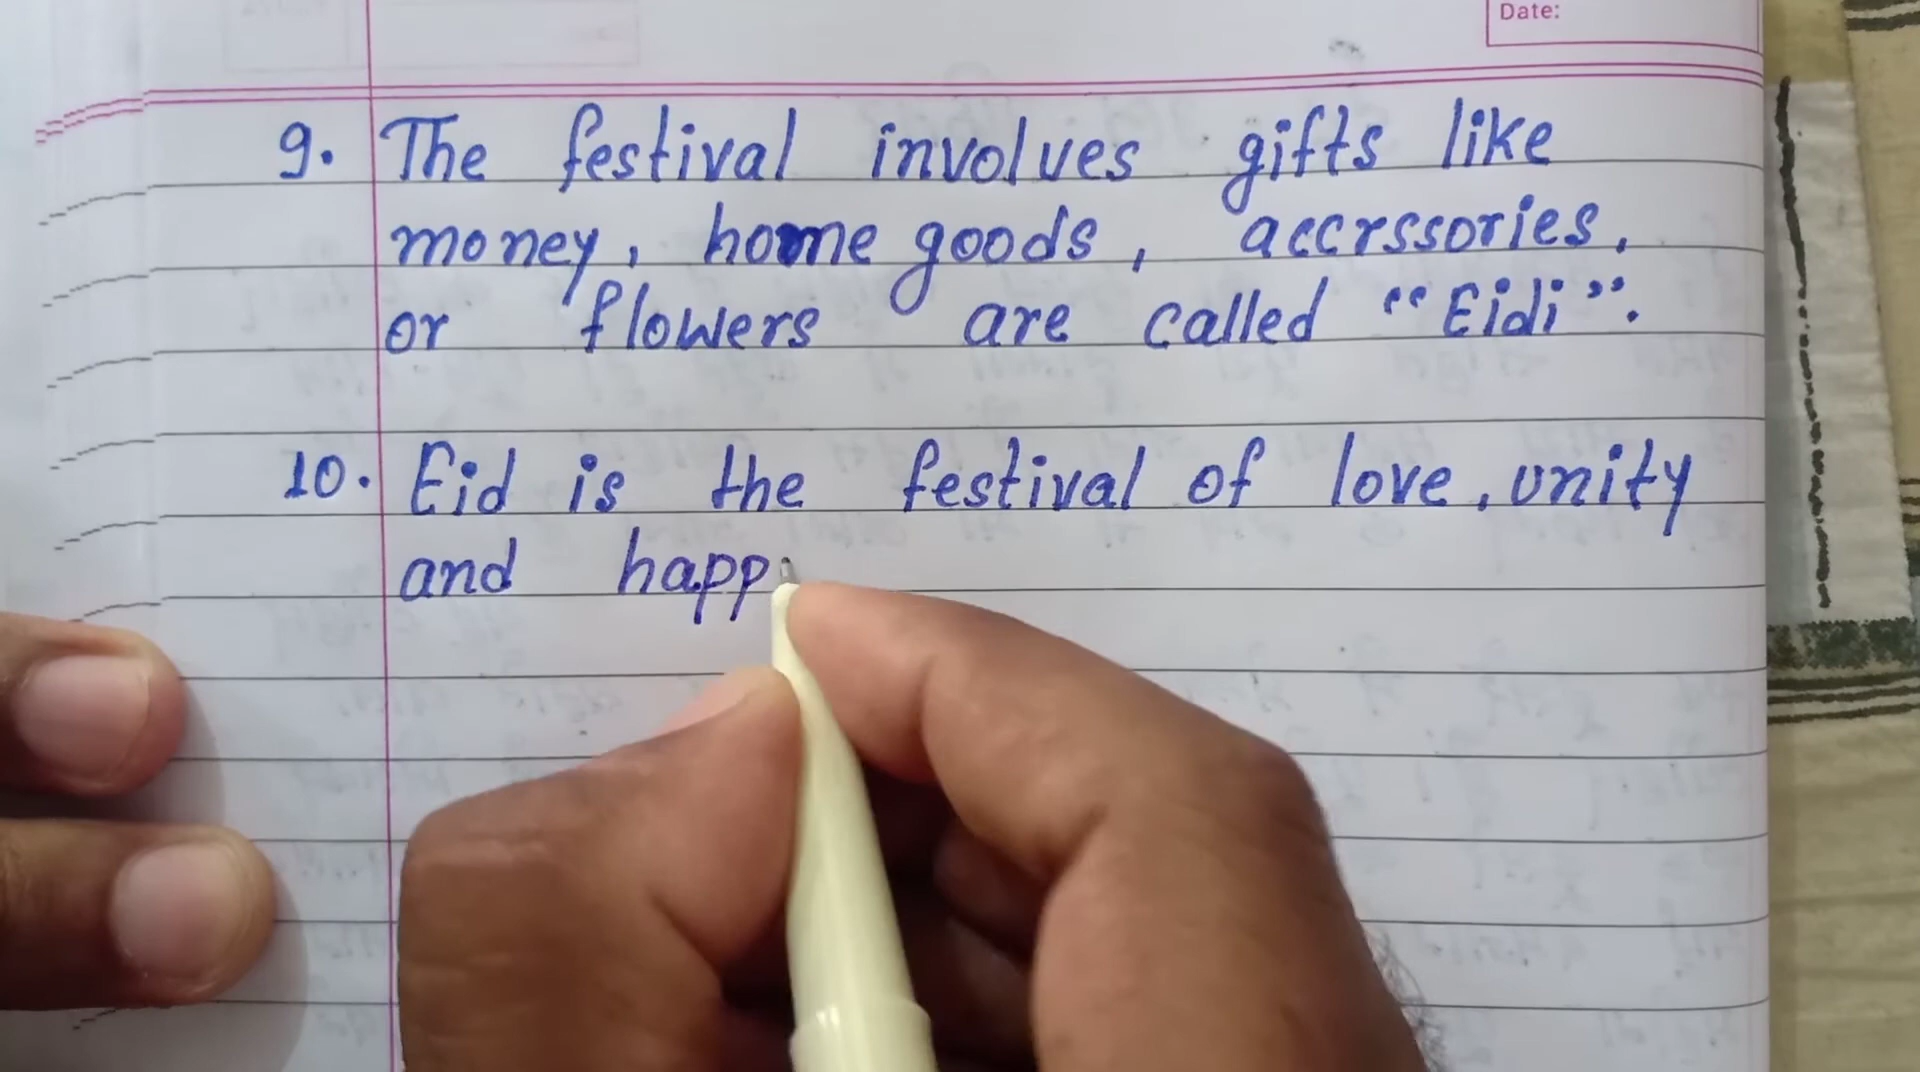 Date:
9. The festival involves gifts like
money, home goods, accrssories,
or flowers are called "Eidi".
10. Eid is the festival of love, unity
and happ